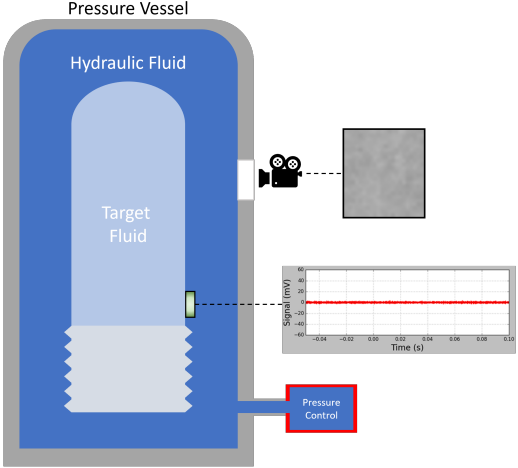 Pressure Vessel
Hydraulic Fluid
Target
Fluid
Signal (mV)
60
40
20
0
−20
−40
−60
−0.04
−0.02
0.00
0.02
0.04
0.06
0.08
0.10
Time (s)
Pressure
Control